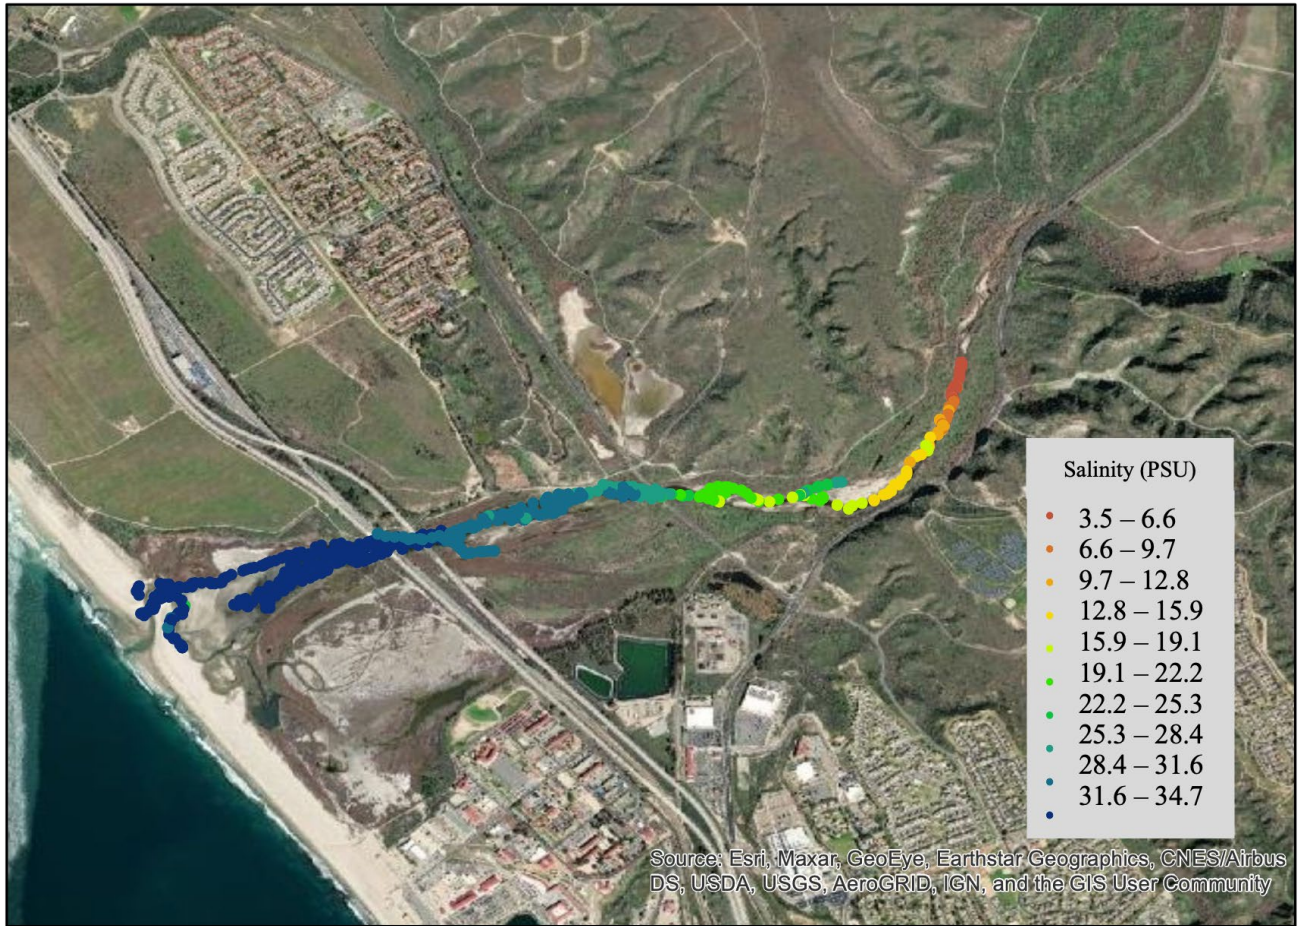 Salinity (PSU)
3.5 – 6.6
6.6 – 9.7
9.7 – 12.8
12.8 – 15.9
15.9 – 19.1
19.1 – 22.2
22.2 – 25.3
25.3 – 28.4
28.4 – 31.6
31.6 – 34.7
Source: Esri, Maxar, GeoEye, Earthstar Geographics, CNES/Airbus
DS, USDA, USGS, AeroGRID, IGN, and the GIS User Community